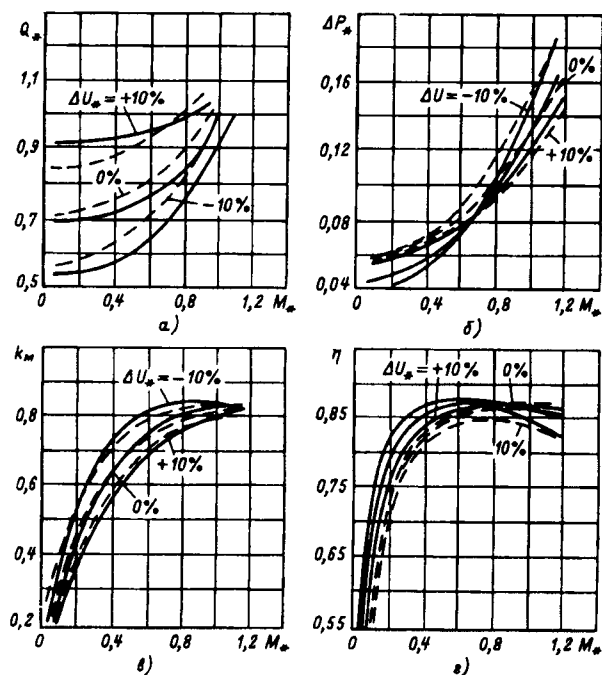 Q* ΔP*
1,1
0,9
0,7
0,5
ΔU* = +10%
0%
-10%
0 0,4 0,8 1,2 M*
а)
0,16
0,12
0,08
0,04
ΔU = -10%
0%
+10%
0 0,4 0,8 1,2 M*
б)
kм η
0,8
0,6
0,4
0,2
ΔU* = -10%
+10%
0%
0 0,4 0,8 1,2 M*
в)
0,85
0,75
0,65
0,55
ΔU* = +10%
0%
10%
0 0,4 0,8 1,2 M*
г)